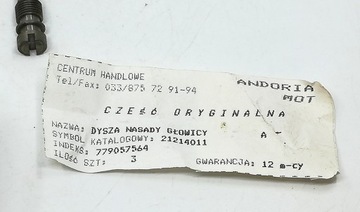 CENTRUM HANDLOWE
Tel/Fax: 033/875 72 91-94
ANDORIA
MOT
CZĘŚĆ ORYGINALNA
NAZWA: DYSZA NASADY GŁOWICY A -
SYMBOL KATALOGOWY: 21214011
INDEKS: 779057564
ILOŚĆ SZT: 3
GWARANCJA: 12 m-cy